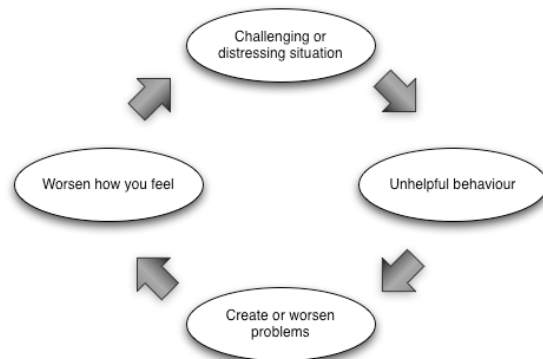 Challenging or
distressing situation
Worsen how you feel
Unhelpful behaviour
Create or worsen
problems